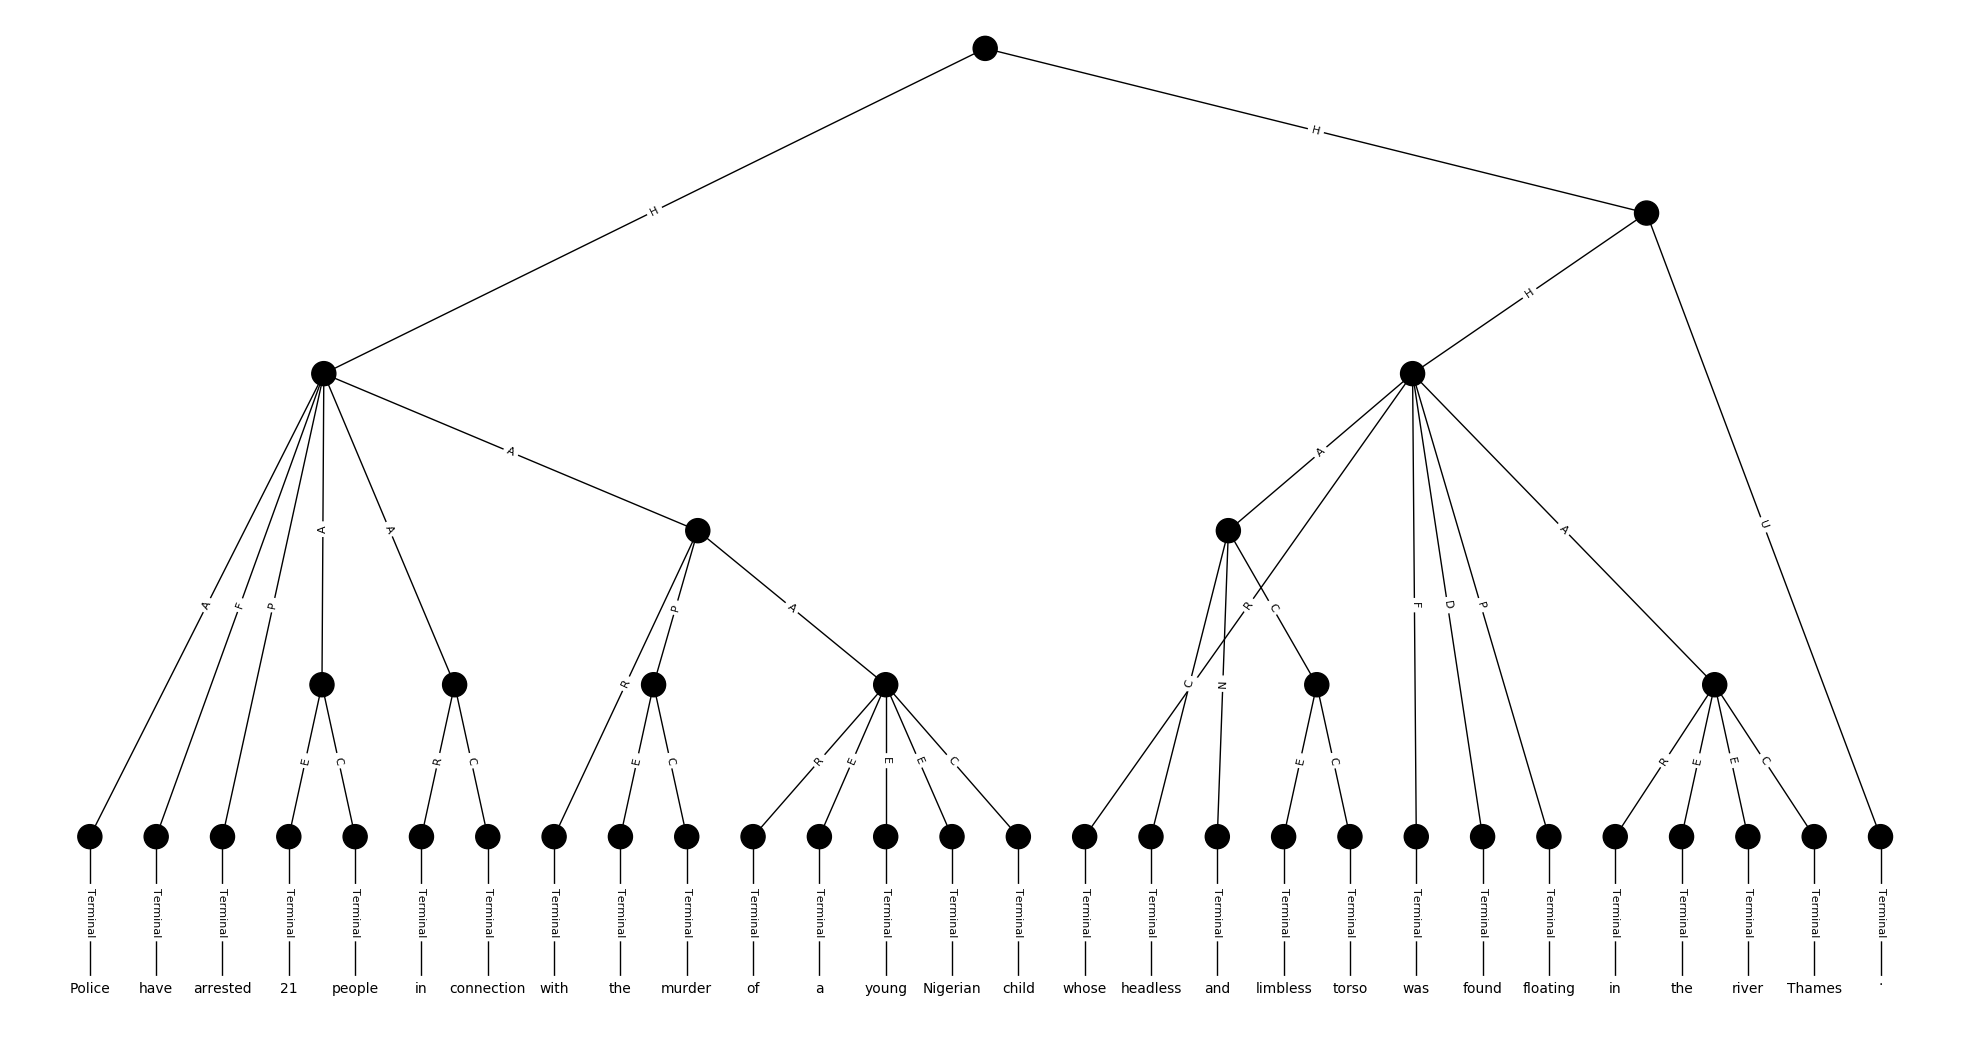 H
H
H
H
A
A
A
A
A
U
A
F
P
P
A
R
C
F
D
P
R
C
N
E
C
R
C
E
C
R
E
E
E
C
E
C
R
E
E
C
Terminal Terminal Terminal Terminal Terminal Terminal Terminal Terminal Terminal Terminal Terminal Terminal Terminal Terminal Terminal Terminal Terminal Terminal Terminal Terminal Terminal Terminal Terminal Terminal Terminal Terminal Terminal Terminal
Police have arrested 21 people in connection with the murder of a young Nigerian child whose headless and limbless torso was found floating in the river Thames .